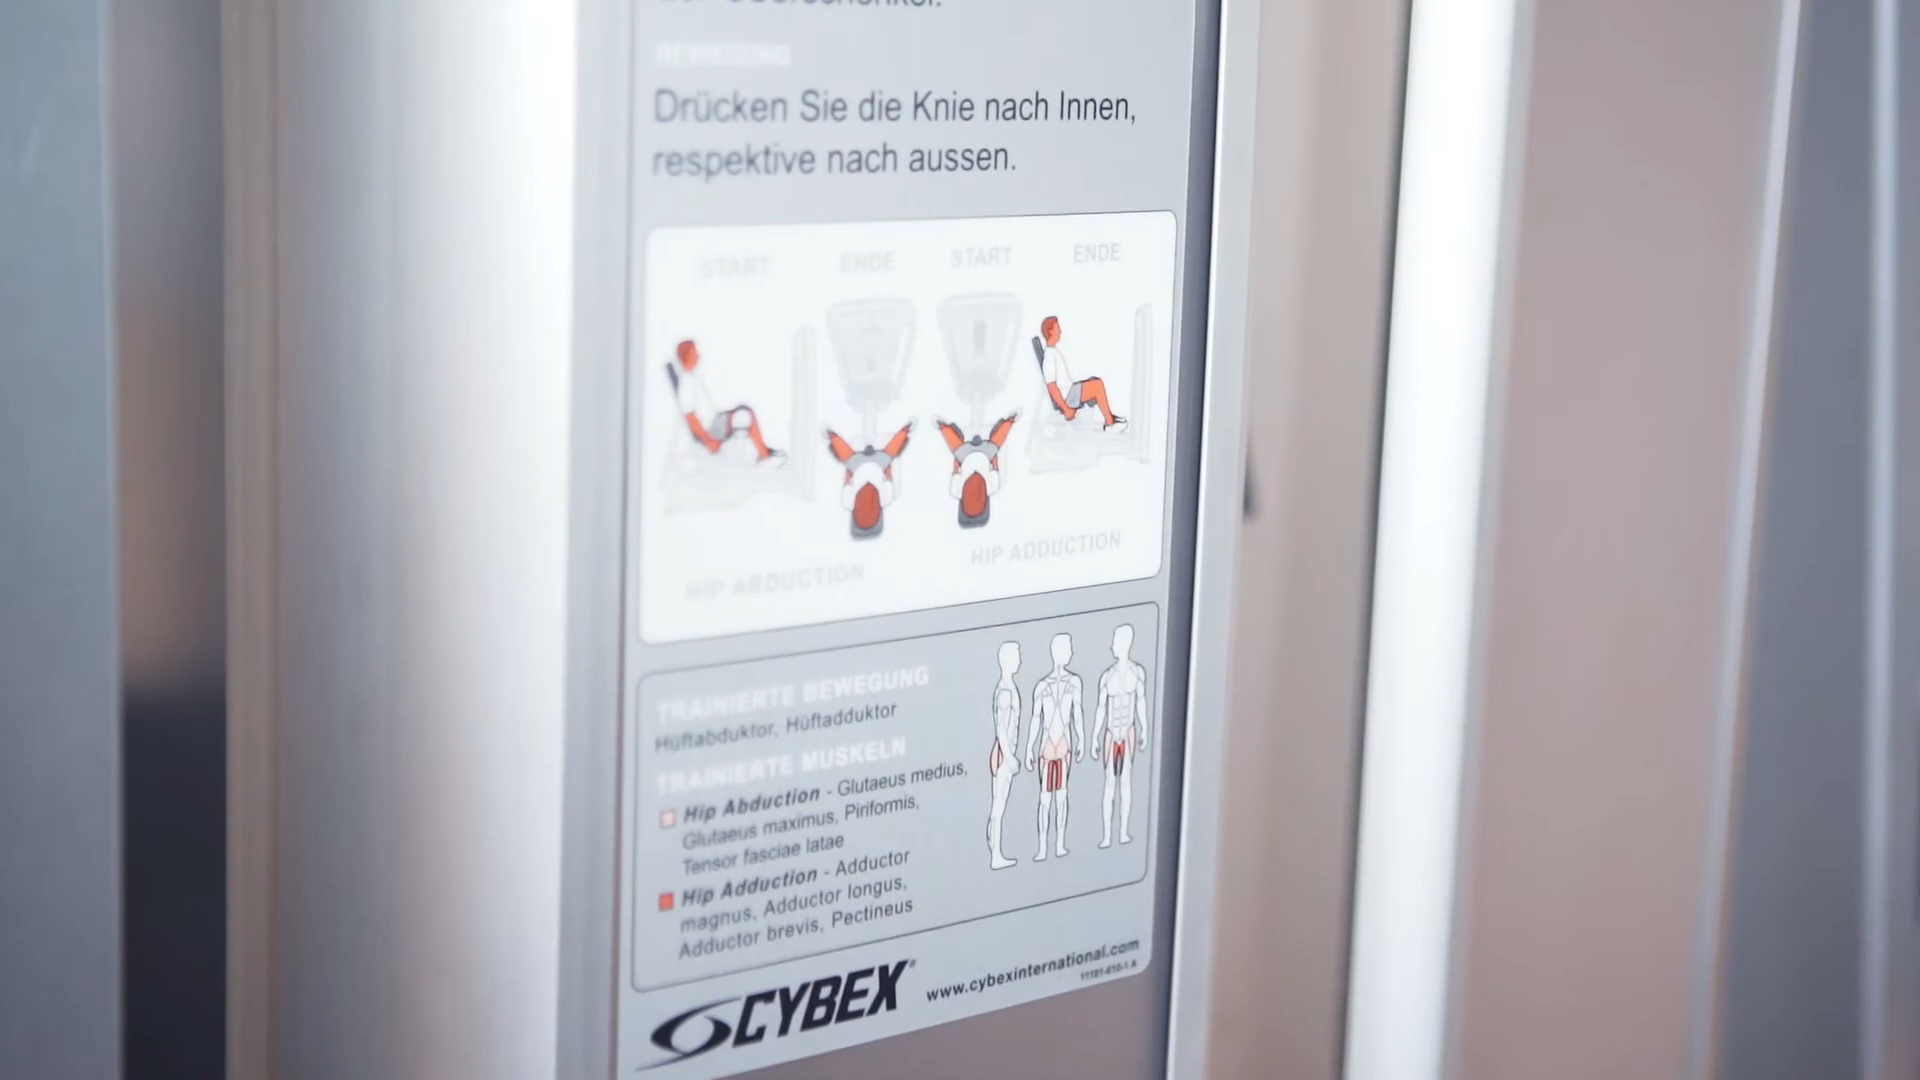 BEWEGUNG
Drücken Sie die Knie nach Innen,
respektive nach aussen.
START ENDE START ENDE
HIP ABDUCTION HIP ADDUCTION
TRAINIERTE BEWEGUNG
Hüftabduktor, Hüftadduktor
TRAINIERTE MUSKELN
Hip Abduction - Glutaeus medius,
Glutaeus maximus, Piriformis,
Tensor fasciae latae
Hip Adduction - Adductor
magnus, Adductor longus,
Adductor brevis, Pectineus
CYBEX® www.cybexinternational.com